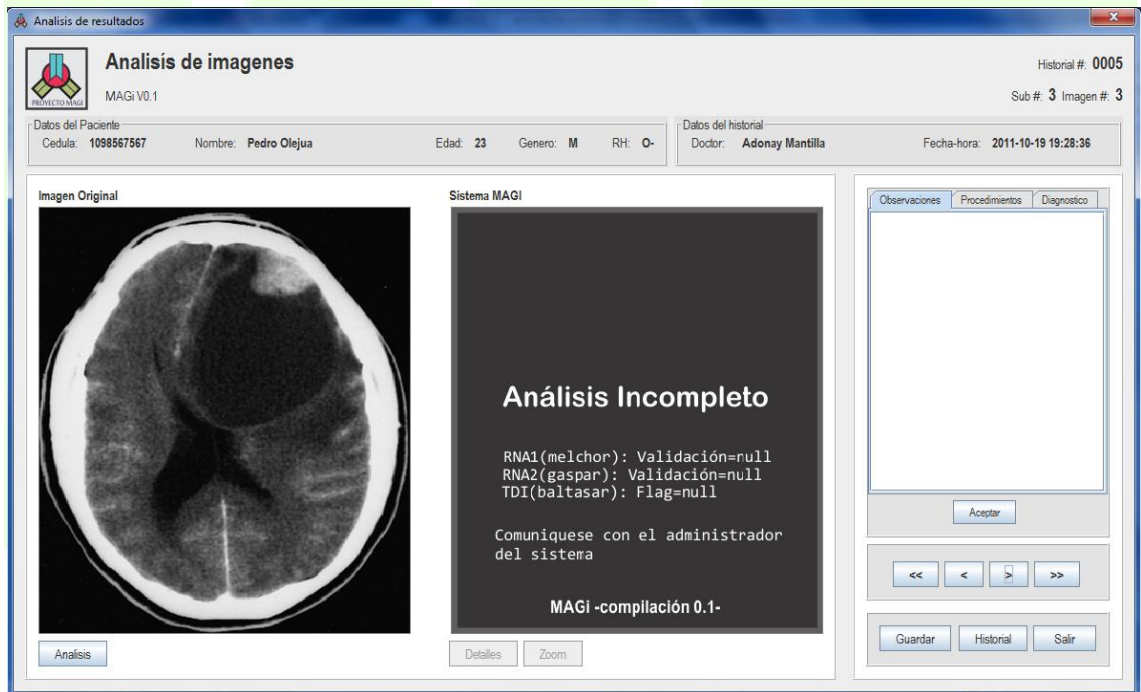 Analisis de resultados
x
PROYECTO MAGI
Analisís de imagenes
MAGi V0.1
Historial #: 0005
Sub #: 3 Imagen #: 3
Datos del Paciente
Cedula: 1098567567 Nombre: Pedro Olejua Edad: 23 Genero: M RH: O-
Datos del historial
Doctor: Adonay Mantilla Fecha-hora: 2011-10-19 19:28:36
Imagen Original
Sistema MAGI
Análisis Incompleto
RNA1(melchor): Validación=null
RNA2(gaspar): Validación=null
TDI(baltasar): Flag=null
Comuniquese con el administrador
del sistema
MAGi -compilación 0.1-
Analisis
Detalles Zoom
Observaciones Procedimientos Diagnostico
Aceptar
<< < > >>
Guardar Historial Salir